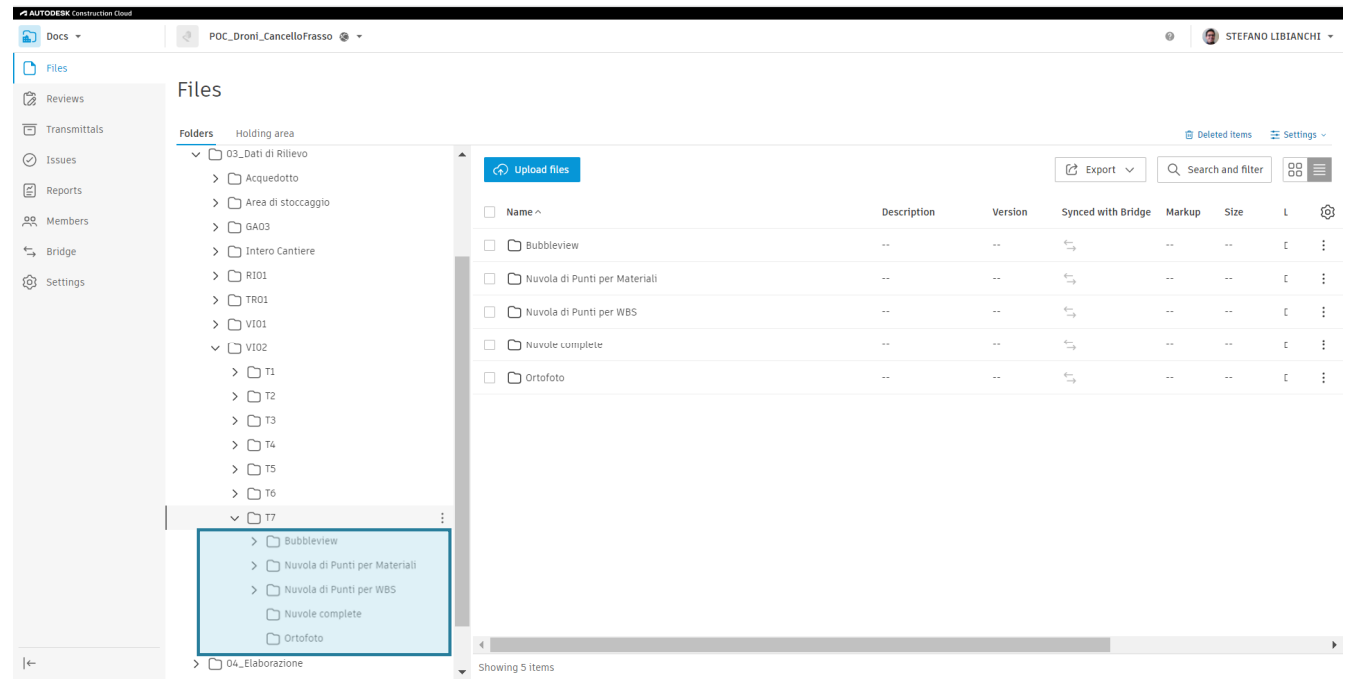 AUTODESK Construction Cloud
Docs
POC_Droni_CancelloFrasso
STEFANO LIBIANCHI
Files
Reviews
Transmittals
Issues
Reports
Members
Bridge
Settings
Files
Folders Holding area
Deleted items Settings
03_Dati di Rilievo
Acquedotto
Area di stoccaggio
GA03
Intero Cantiere
RI01
TR01
VI01
VI02
T1
T2
T3
T4
T5
T6
T7
Bubbleview
Nuvola di Punti per Materiali
Nuvola di Punti per WBS
Nuvole complete
Ortofoto
04_Elaborazione
Upload files
Export Search and filter
Name Description Version Synced with Bridge Markup Size L
Bubbleview -- -- -- --
Nuvola di Punti per Materiali -- -- -- --
Nuvola di Punti per WBS -- -- -- --
Nuvole complete -- -- -- --
Ortofoto -- -- -- --
Showing 5 items